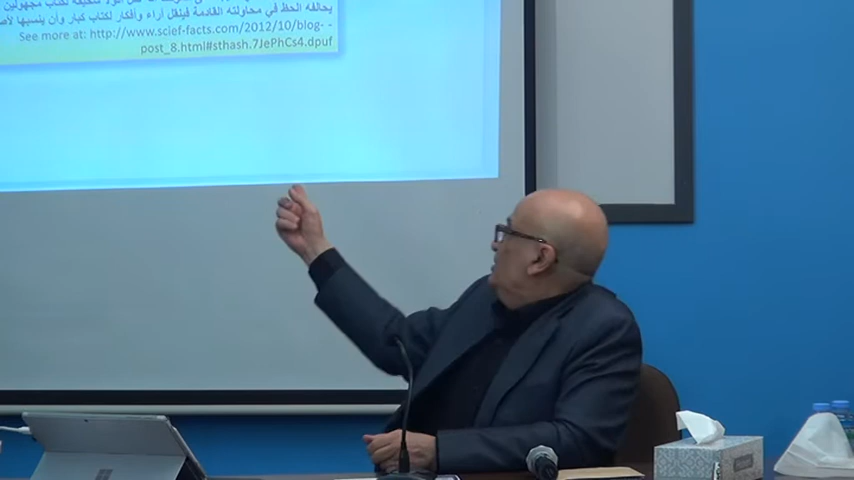 يحالفه الحظ في محاولته القادمة فينقل آراء وأفكار لكتاب كبار وأن ينسبها
See more at: http://WWW.scief-facts.com/2012/10/blog- -
post_8.html#sthash.7JePhCs4.dpuf